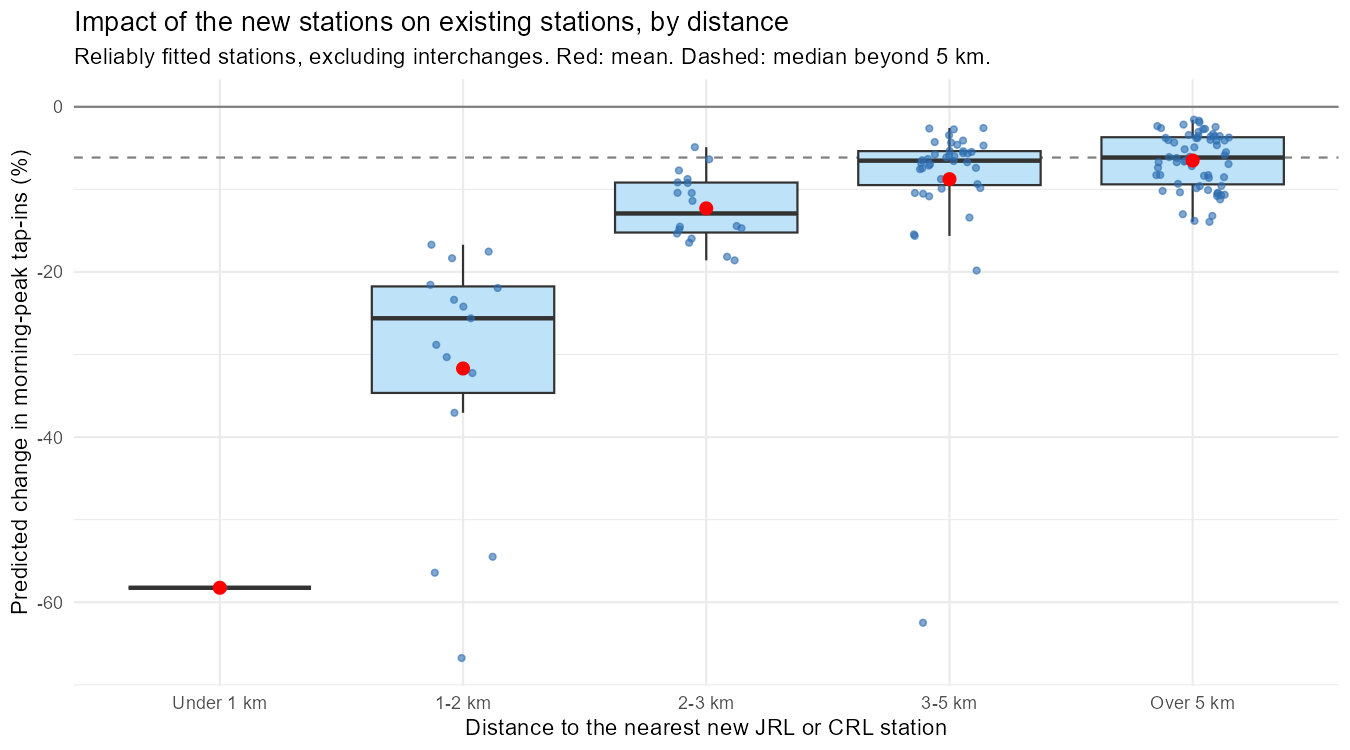 Impact of the new stations on existing stations, by distance
Reliably fitted stations, excluding interchanges. Red: mean. Dashed: median beyond 5 km.
Predicted change in morning-peak tap-ins (%)
0
-20
-40
-60
Under 1 km
1-2 km
2-3 km
3-5 km
Over 5 km
Distance to the nearest new JRL or CRL station